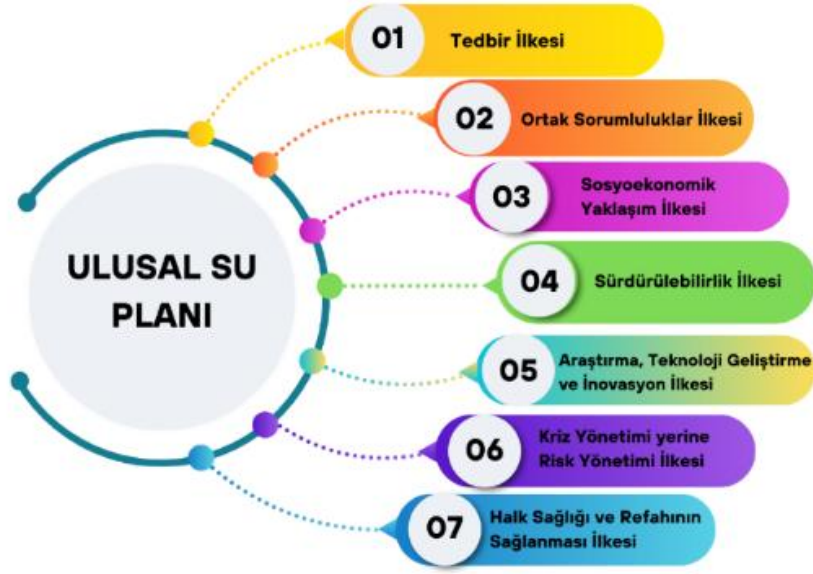 ULUSAL SU
PLANI
01
Tedbir İlkesi
02
Ortak Sorumluluklar İlkesi
03
Sosyoekonomik
Yaklaşım İlkesi
04
Sürdürülebilirlik İlkesi
05
Araştırma, Teknoloji Geliştirme
ve İnovasyon İlkesi
06
Kriz Yönetimi yerine
Risk Yönetimi İlkesi
07
Halk Sağlığı ve Refahının
Sağlanması İlkesi